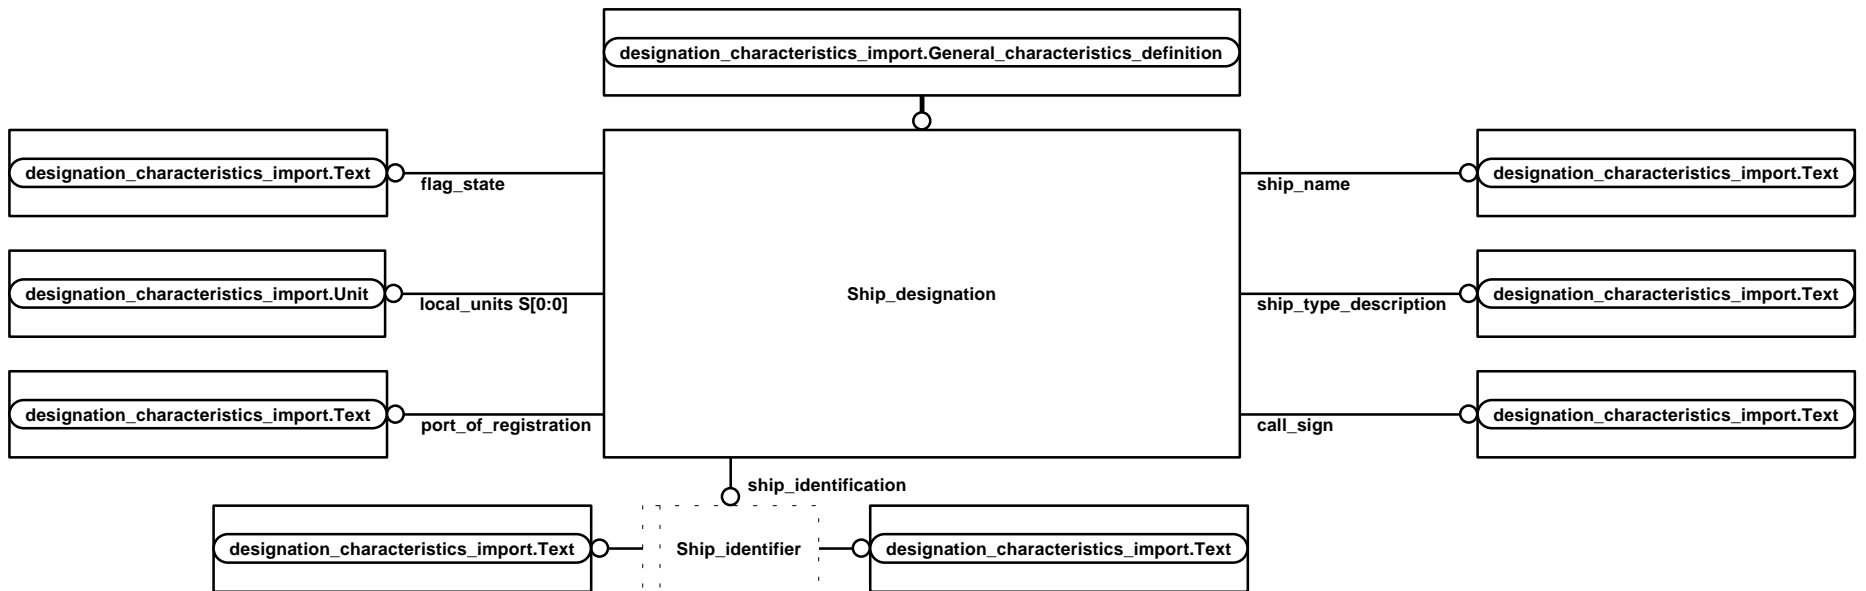 designation_characteristics_import.General_characteristics_definition
designation_characteristics_import.Text
flag_state
ship_name
designation_characteristics_import.Text
designation_characteristics_import.Unit
local_units S[0:0]
Ship_designation
ship_type_description
designation_characteristics_import.Text
designation_characteristics_import.Text
port_of_registration
call_sign
designation_characteristics_import.Text
ship_identification
designation_characteristics_import.Text
Ship_identifier
designation_characteristics_import.Text